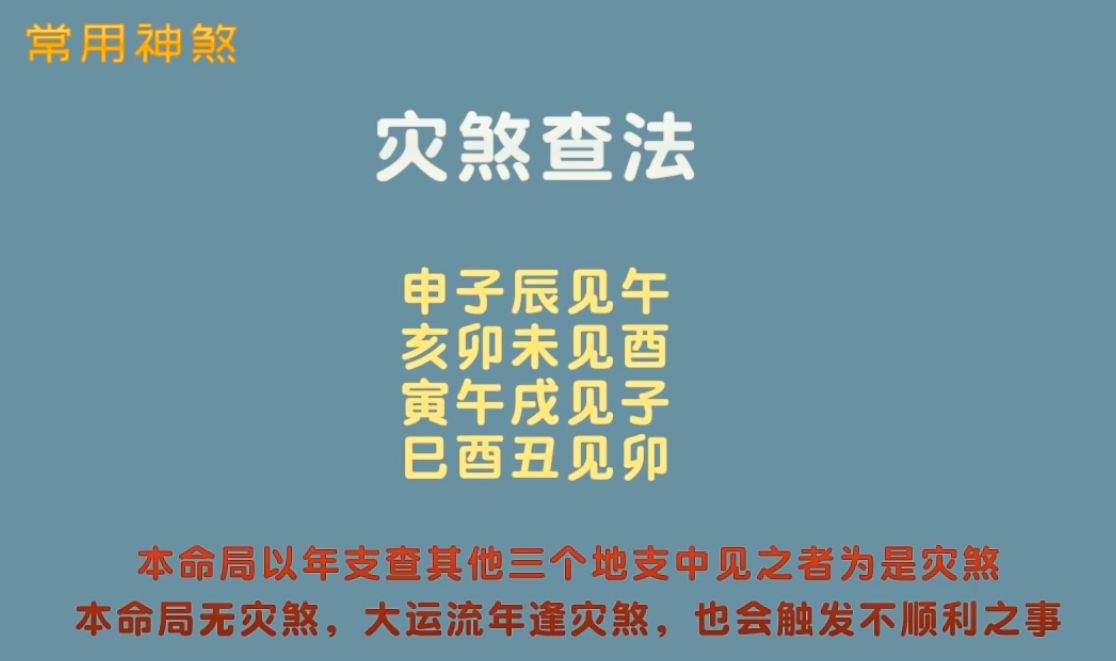 常用神煞
灾煞查法
申子辰见午
亥卯未见酉
寅午戌见子
巳酉丑见卯
本命局以年支查其他三个地支中见之者为是灾煞
本命局无灾煞，大运流年逢灾煞，也会触发不顺利之事